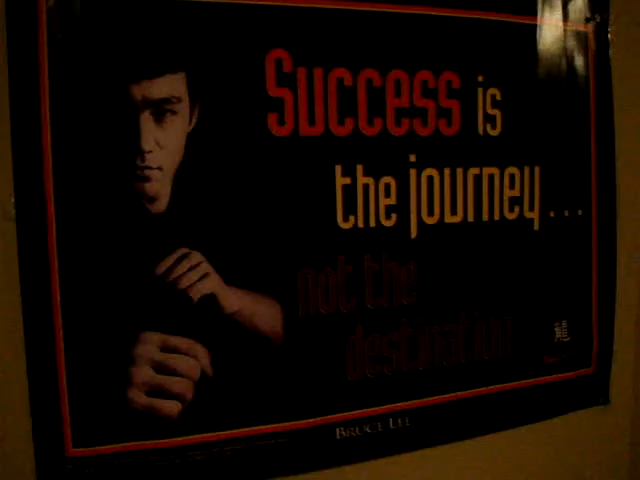 Success is
the journey...
not the
destination
Bruce Lee